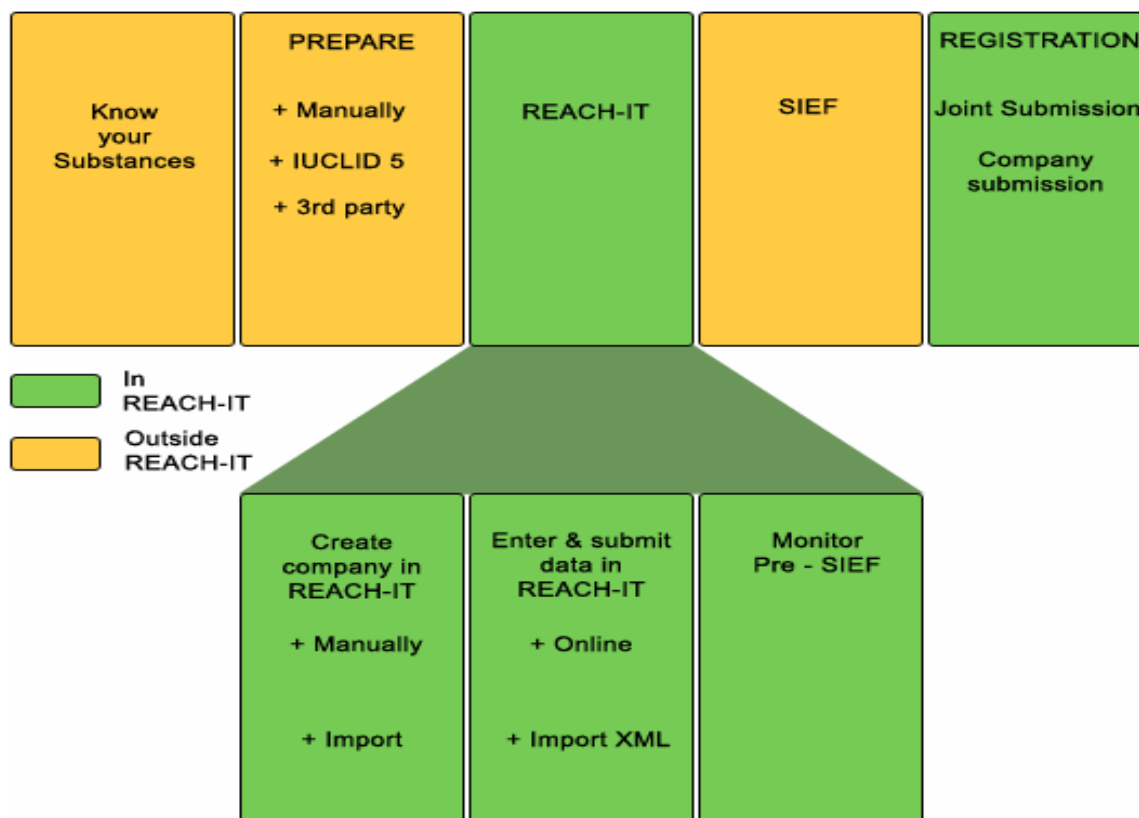 Know
your
Substances
PREPARE
+ Manually
+ IUCLID 5
+ 3rd party
REACH-IT
SIEF
REGISTRATION
Joint Submission
Company
submission
In
REACH-IT
Outside
REACH-IT
Create
company in
REACH-IT
+ Manually
+ Import
Enter & submit
data in
REACH-IT
+ Online
+ Import XML
Monitor
Pre - SIEF